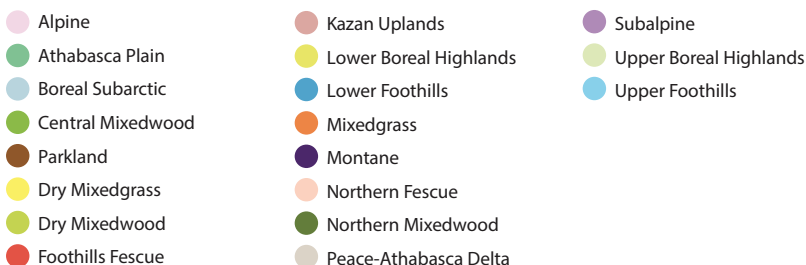 Alpine
Athabasca Plain
Boreal Subarctic
Central Mixedwood
Parkland
Dry Mixedgrass
Dry Mixedwood
Foothills Fescue
Kazan Uplands
Lower Boreal Highlands
Lower Foothills
Mixedgrass
Montane
Northern Fescue
Northern Mixedwood
Peace-Athabasca Delta
Subalpine
Upper Boreal Highlands
Upper Foothills